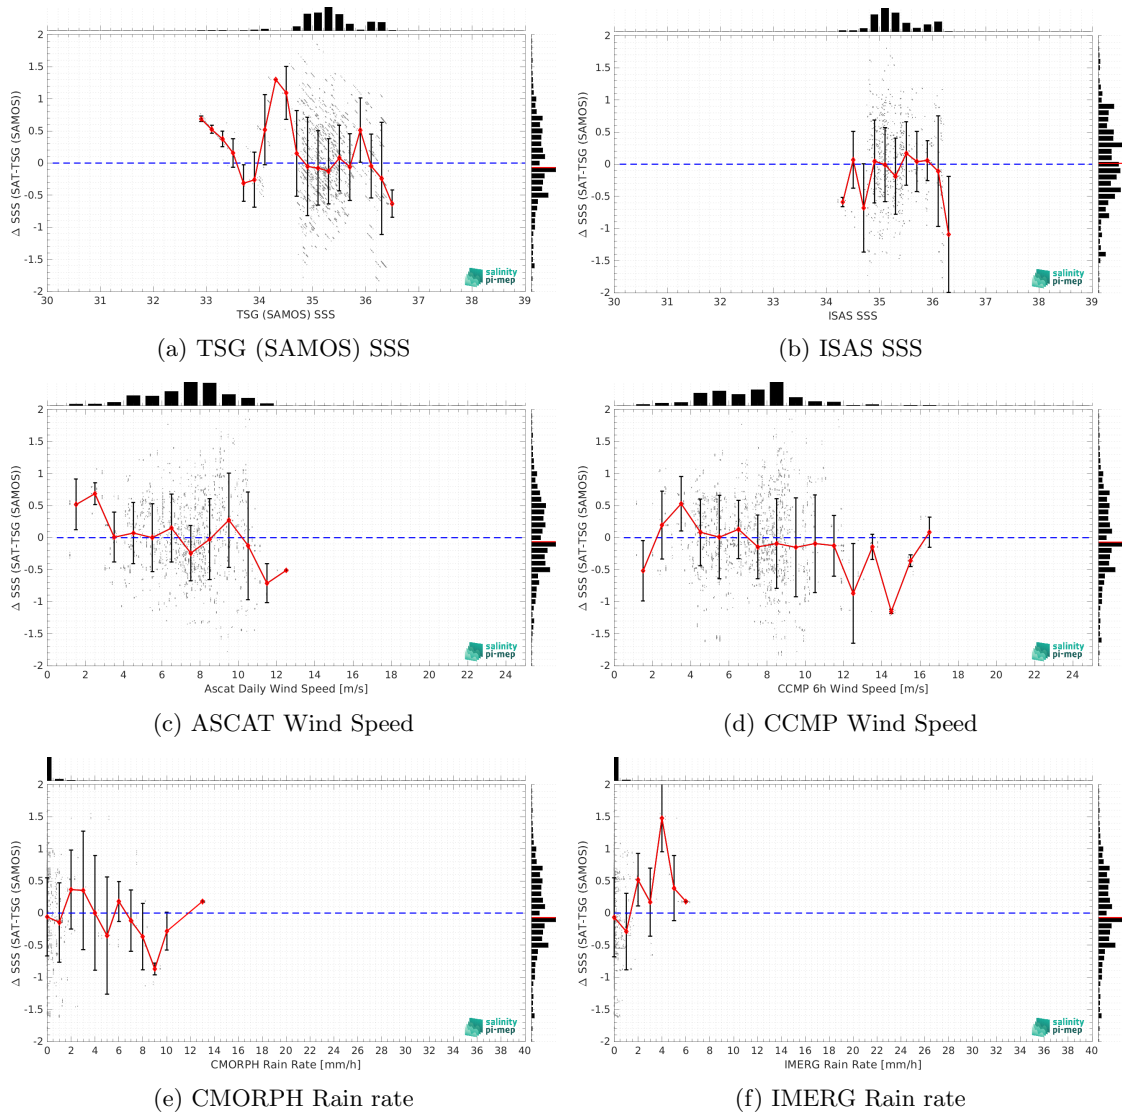 2
1.5
1
0.5
0
-0.5
-1
-1.5
-2
Δ SSS (SAT-TSG (SAMOS))
30 31 32 33 34 35 36 37 38 39
TSG (SAMOS) SSS
salinity
pi-mep
(a) TSG (SAMOS) SSS
2
1.5
1
0.5
0
-0.5
-1
-1.5
-2
Δ SSS (SAT-TSG (SAMOS))
30 31 32 33 34 35 36 37 38 39
ISAS SSS
salinity
pi-mep
(b) ISAS SSS
2
1.5
1
0.5
0
-0.5
-1
-1.5
-2
Δ SSS (SAT-TSG (SAMOS))
0 2 4 6 8 10 12 14 16 18 20 22 24
Ascat Daily Wind Speed [m/s]
salinity
pi-mep
(c) ASCAT Wind Speed
2
1.5
1
0.5
0
-0.5
-1
-1.5
-2
Δ SSS (SAT-TSG (SAMOS))
0 2 4 6 8 10 12 14 16 18 20 22 24
CCMP 6h Wind Speed [m/s]
salinity
pi-mep
(d) CCMP Wind Speed
2
1.5
1
0.5
0
-0.5
-1
-1.5
-2
Δ SSS (SAT-TSG (SAMOS))
0 2 4 6 8 10 12 14 16 18 20 22 24 26 28 30 32 34 36 38 40
CMORPH Rain Rate [mm/h]
salinity
pi-mep
(e) CMORPH Rain rate
2
1.5
1
0.5
0
-0.5
-1
-1.5
-2
Δ SSS (SAT-TSG (SAMOS))
0 2 4 6 8 10 12 14 16 18 20 22 24 26 28 30 32 34 36 38 40
IMERG Rain Rate [mm/h]
salinity
pi-mep
(f) IMERG Rain rate